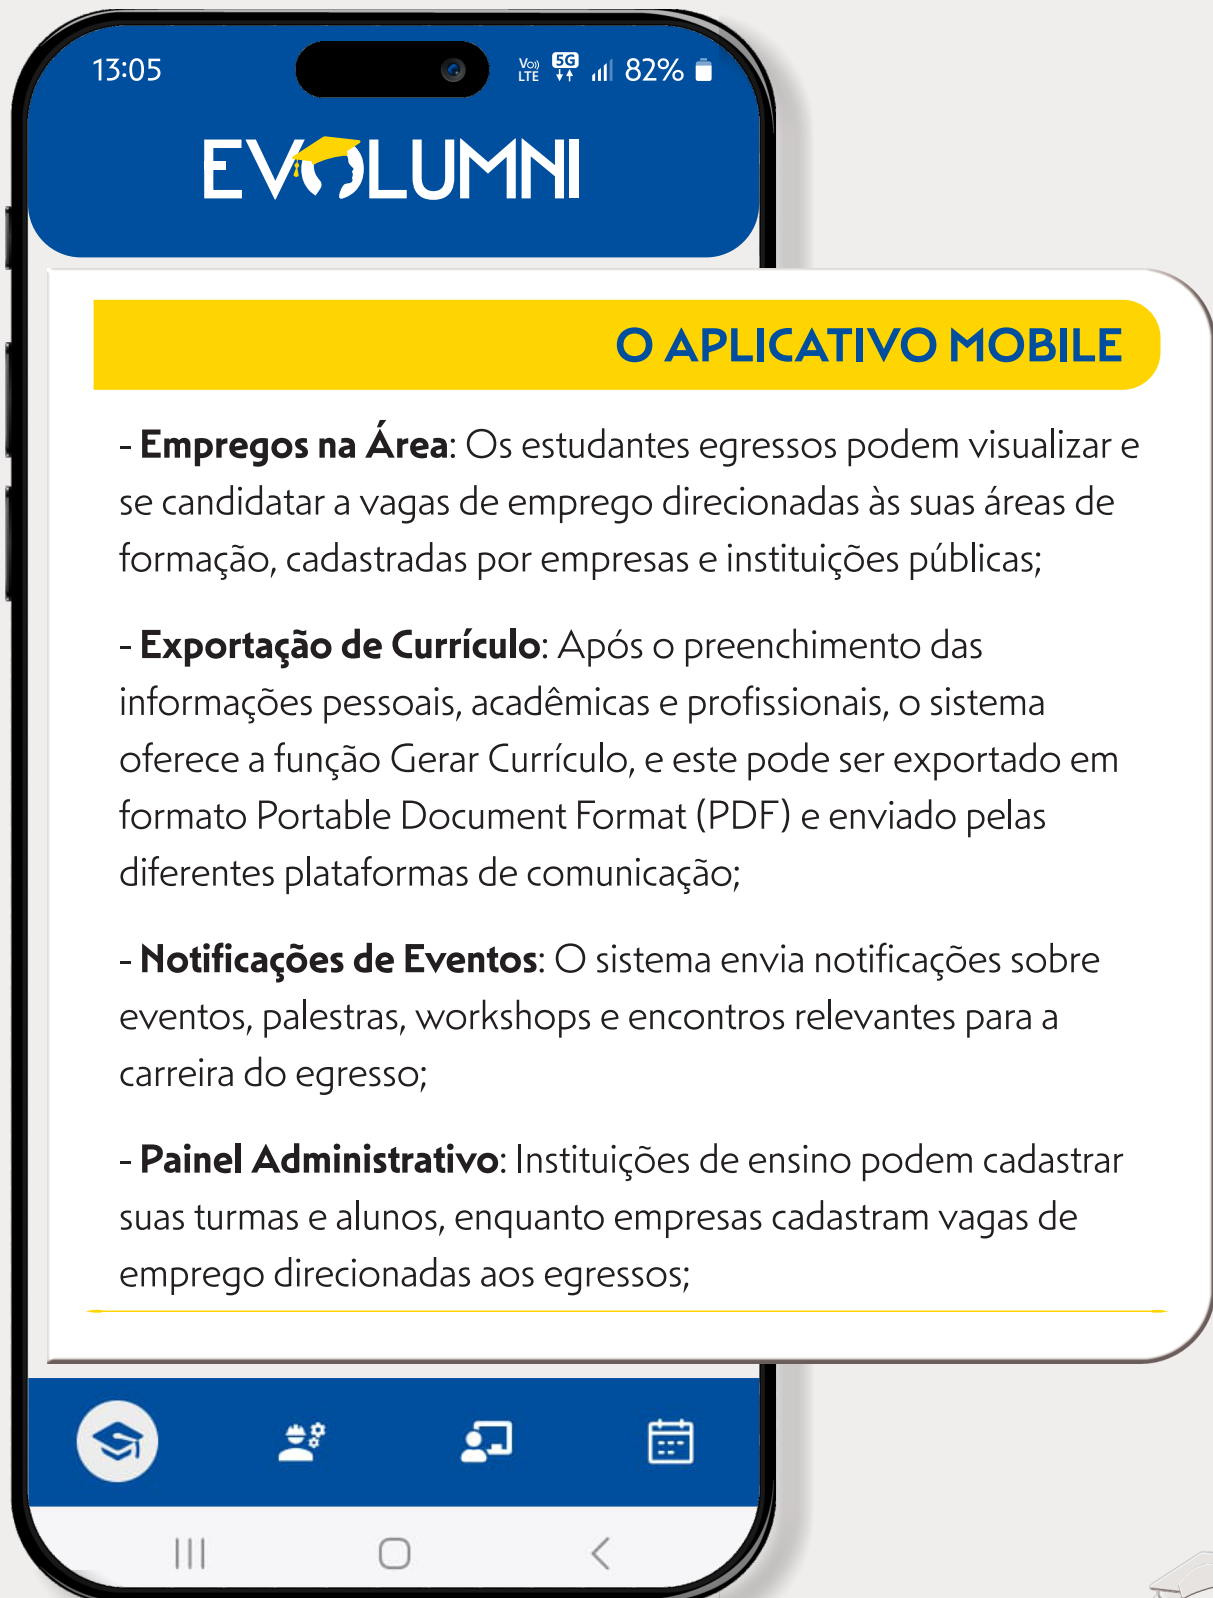 13:05 Vo)) LTE 5G 82%
EVOLUMNI
O APLICATIVO MOBILE
- Empregos na Área: Os estudantes egressos podem visualizar e
se candidatar a vagas de emprego direcionadas às suas áreas de
formação, cadastradas por empresas e instituições públicas;
- Exportação de Currículo: Após o preenchimento das
informações pessoais, acadêmicas e profissionais, o sistema
oferece a função Gerar Currículo, e este pode ser exportado em
formato Portable Document Format (PDF) e enviado pelas
diferentes plataformas de comunicação;
- Notificações de Eventos: O sistema envia notificações sobre
eventos, palestras, workshops e encontros relevantes para a
carreira do egresso;
- Painel Administrativo: Instituições de ensino podem cadastrar
suas turmas e alunos, enquanto empresas cadastram vagas de
emprego direcionadas aos egressos;